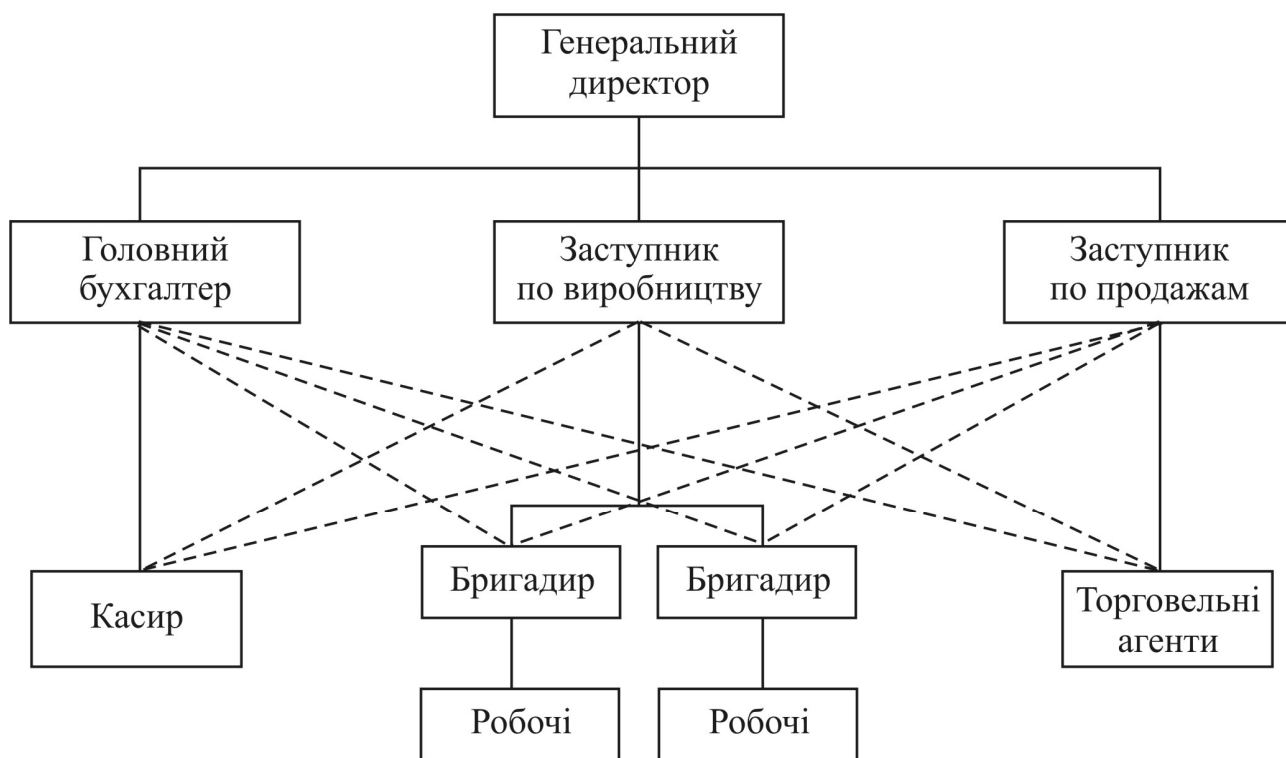 Генеральний
директор
Головний
бухгалтер
Заступник
по виробництву
Заступник
по продажам
Касир
Бригадир
Бригадир
Торговельні
агенти
Робочі
Робочі